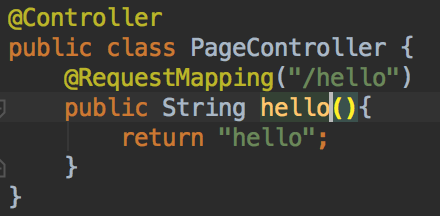 @Controller
public class PageController {
@RequestMapping("/hello")
public String hello(){
return "hello";
}
}